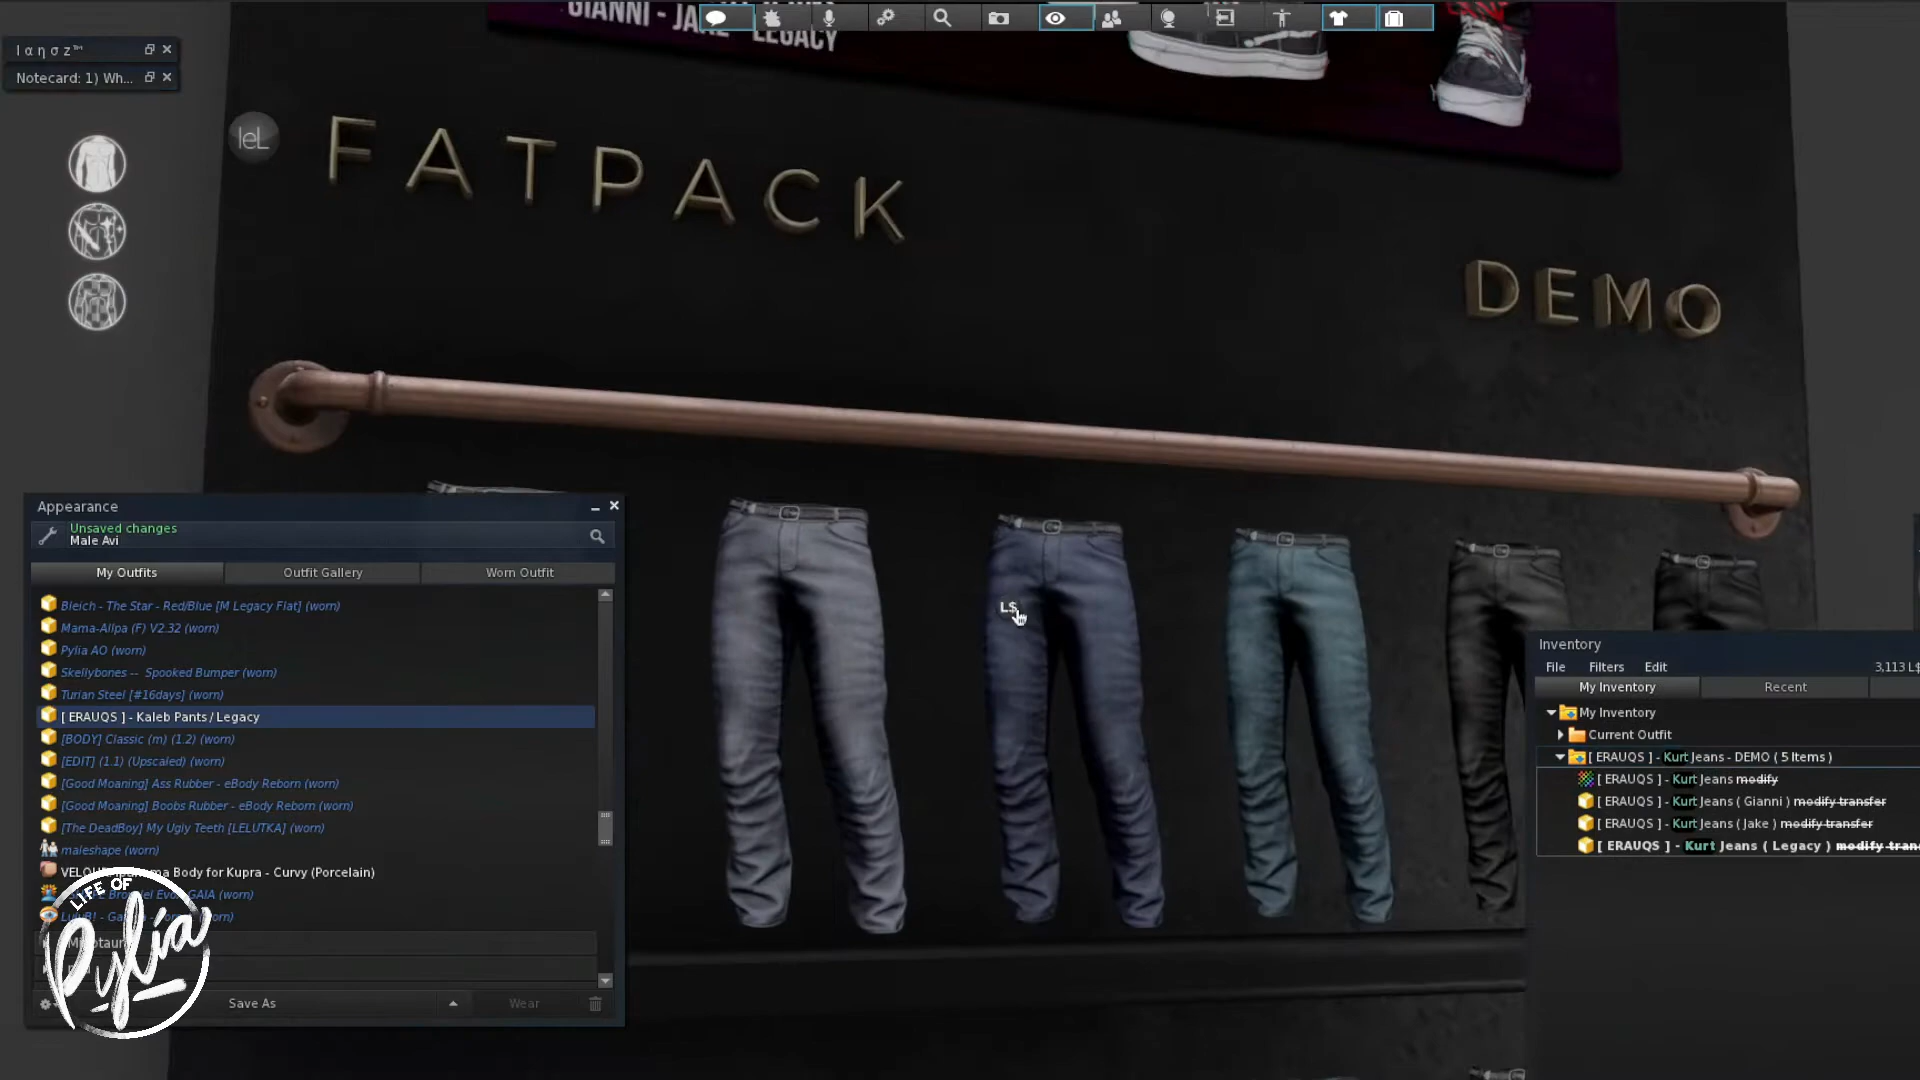 GIANNI - JAKE - LEGACY
l α η σ z™
Notecard: 1) Wh...
leL
FATPACK
DEMO
L$
Appearance
Unsaved changes
Male Avi
My Outfits
Outfit Gallery
Worn Outfit
Bleich - The Star - Red/Blue [M Legacy Flat] (worn)
Mama-Allpa (F) V2.32 (worn)
Pylia AO (worn)
Skellybones -- Spooked Bumper (worn)
Turian Steel [#16days] (worn)
[ ERAUQS ] - Kaleb Pants / Legacy
[BODY] Classic (m) (1.2) (worn)
[EDIT] (1.1) (Upscaled) (worn)
[Good Moaning] Ass Rubber - eBody Reborn (worn)
[Good Moaning] Boobs Rubber - eBody Reborn (worn)
[The DeadBoy] My Ugly Teeth [LELUTKA] (worn)
maleshape (worn)
Body for Kupra - Curvy (Porcelain)
GAIA (worn)
Save As
Wear
LIFE OF
Pylia
Inventory
File
Filters
Edit
3,113 L$
My Inventory
Recent
My Inventory
Current Outfit
[ ERAUQS ] - Kurt Jeans - DEMO ( 5 Items )
[ ERAUQS ] - Kurt Jeans modify
[ ERAUQS ] - Kurt Jeans ( Gianni ) modify transfer
[ ERAUQS ] - Kurt Jeans ( Jake ) modify transfer
[ ERAUQS ] - Kurt Jeans ( Legacy ) modify tran